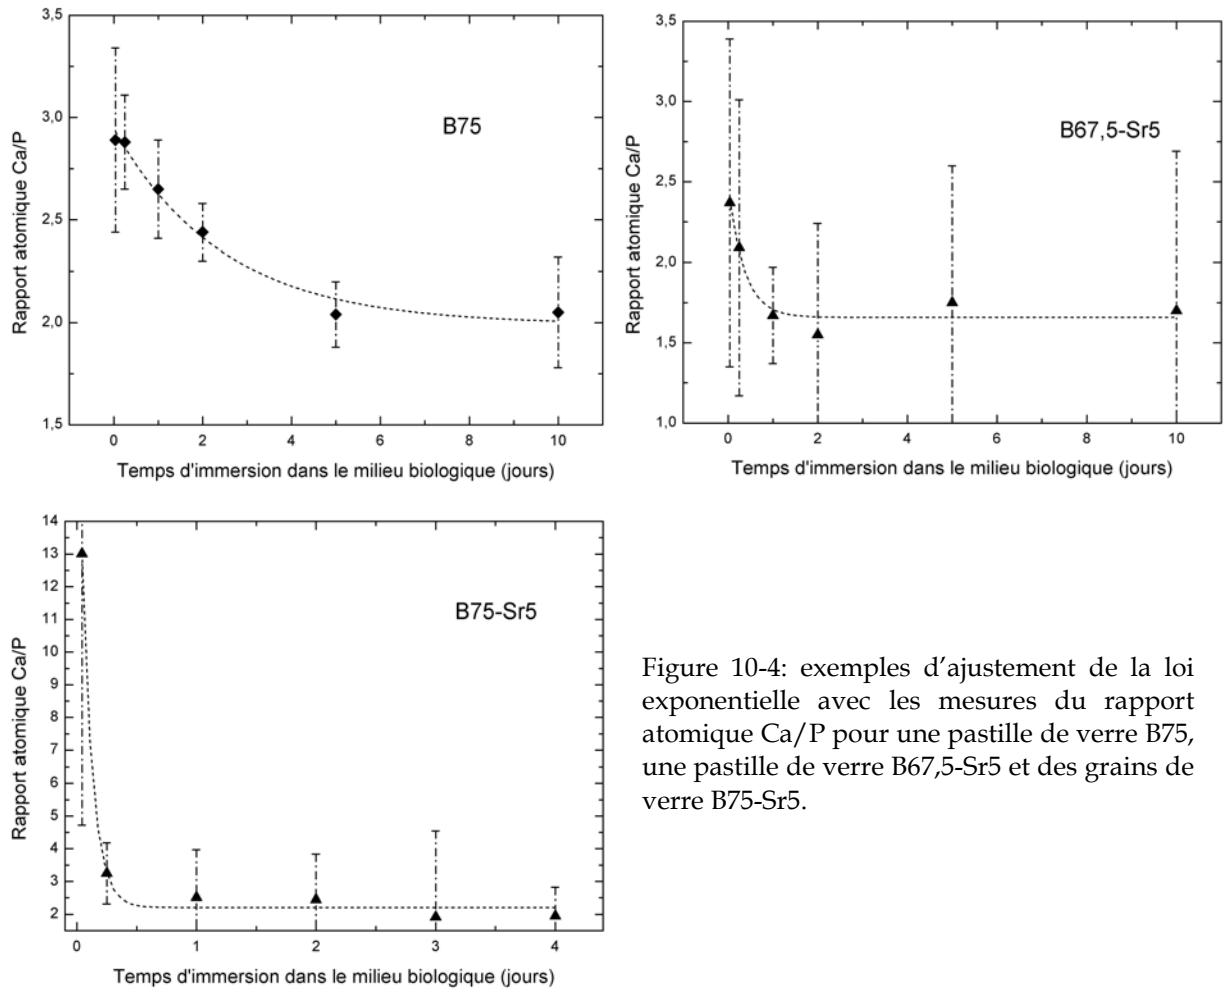 3,5
3,0
2,5
2,0
1,5
0 2 4 6 8 10
Rapport atomique Ca/P
B75
Temps d'immersion dans le milieu biologique (jours)
3,5
3,0
2,5
2,0
1,5
1,0
0 2 4 6 8 10
Rapport atomique Ca/P
B67,5-Sr5
Temps d'immersion dans le milieu biologique (jours)
14
13
12
11
10
9
8
7
6
5
4
3
2
0 1 2 3 4
Rapport atomique Ca/P
B75-Sr5
Temps d'immersion dans le milieu biologique (jours)
Figure 10-4: exemples d’ajustement de la loi
exponentielle avec les mesures du rapport
atomique Ca/P pour une pastille de verre B75,
une pastille de verre B67,5-Sr5 et des grains de
verre B75-Sr5.